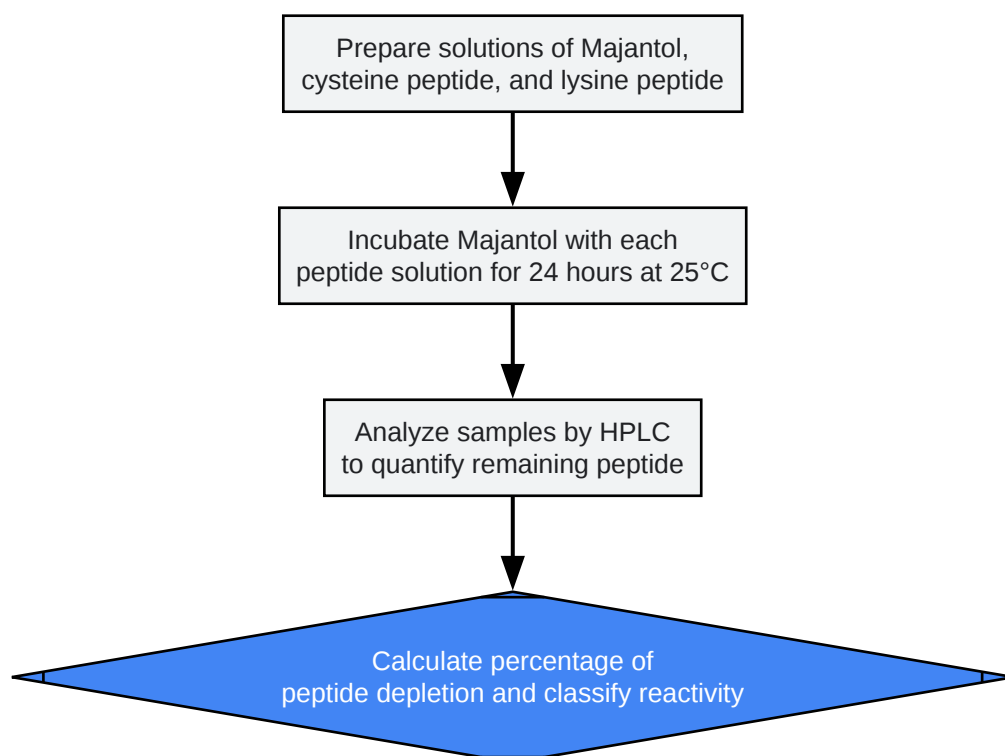 Prepare solutions of Majantol,
cysteine peptide, and lysine peptide
Incubate Majantol with each
peptide solution for 24 hours at 25°C
Analyze samples by HPLC
to quantify remaining peptide
Calculate percentage of
peptide depletion and classify reactivity